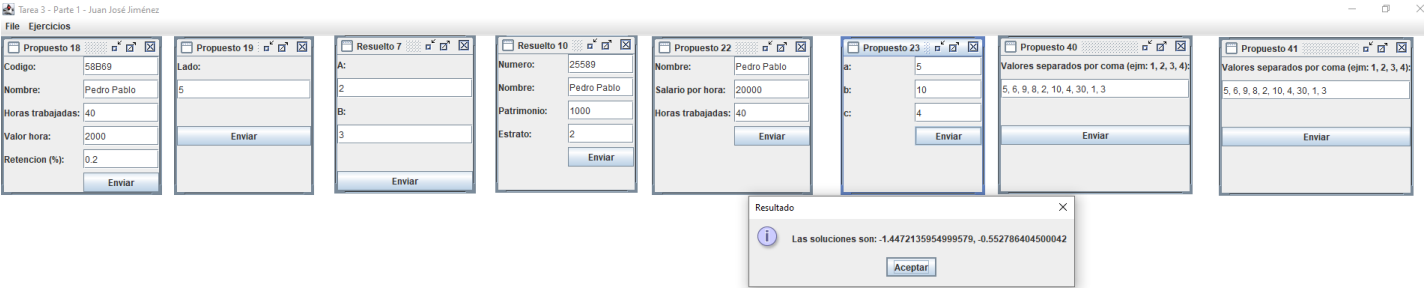 Tarea 3 - Parte 1 - Juan José Jiménez
File Ejercicios
Propuesto 18
Codigo: 58B69
Nombre: Pedro Pablo
Horas trabajadas: 40
Valor hora: 2000
Retencion (%): 0.2
Enviar
Propuesto 19
Lado:
5
Enviar
Resuelto 7
A:
2
B:
3
Enviar
Resuelto 10
Numero: 25589
Nombre: Pedro Pablo
Patrimonio: 1000
Estrato: 2
Enviar
Propuesto 22
Nombre: Pedro Pablo
Salario por hora: 20000
Horas trabajadas: 40
Enviar
Propuesto 23
a: 5
b: 10
c: 4
Enviar
Propuesto 40
Valores separados por coma (ejm: 1, 2, 3, 4):
5, 6, 9, 8, 2, 10, 4, 30, 1, 3
Enviar
Propuesto 41
Valores separados por coma (ejm: 1, 2, 3, 4):
5, 6, 9, 8, 2, 10, 4, 30, 1, 3
Enviar
Resultado
Las soluciones son: -1.4472135954999579, -0.552786404500042
Aceptar